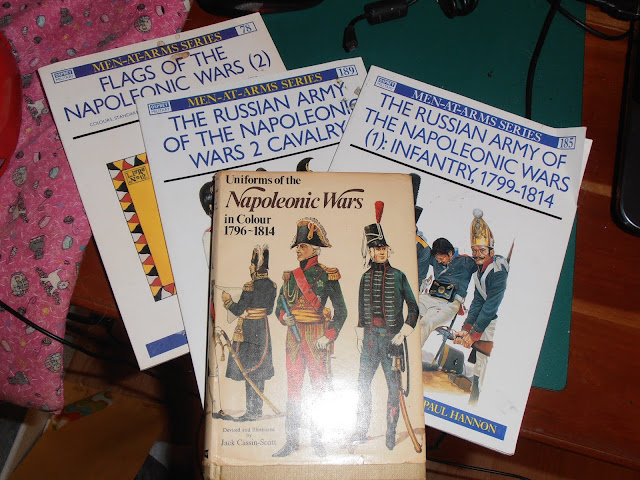 78
MEN-AT-ARMS SERIES
FLAGS OF THE
NAPOLEONIC WARS (2)
COLOURS, STANDARD
189
MEN-AT-ARMS SERIES
THE RUSSIAN ARMY
OF THE NAPOLEONIC
WARS 2 CAVALRY
MEN-AT-ARMS SERIES
185
THE RUSSIAN ARMY OF
THE NAPOLEONIC WARS
(1): INFANTRY, 1799-1814
PAUL HANNON
Uniforms of the
Napoleonic Wars
in Colour
1796~1814
Devised and Illustrated
by
Jack Cassin-Scott